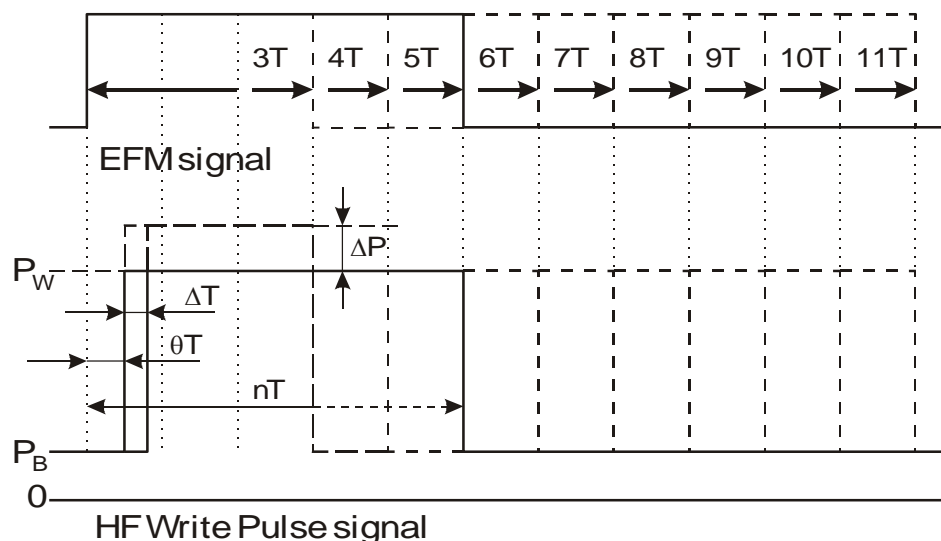 3T 4T 5T 6T 7T 8T 9T 10T 11T
EFM signal
ΔP
PW
ΔT
θT
nT
PB
0
HF Write Pulse signal